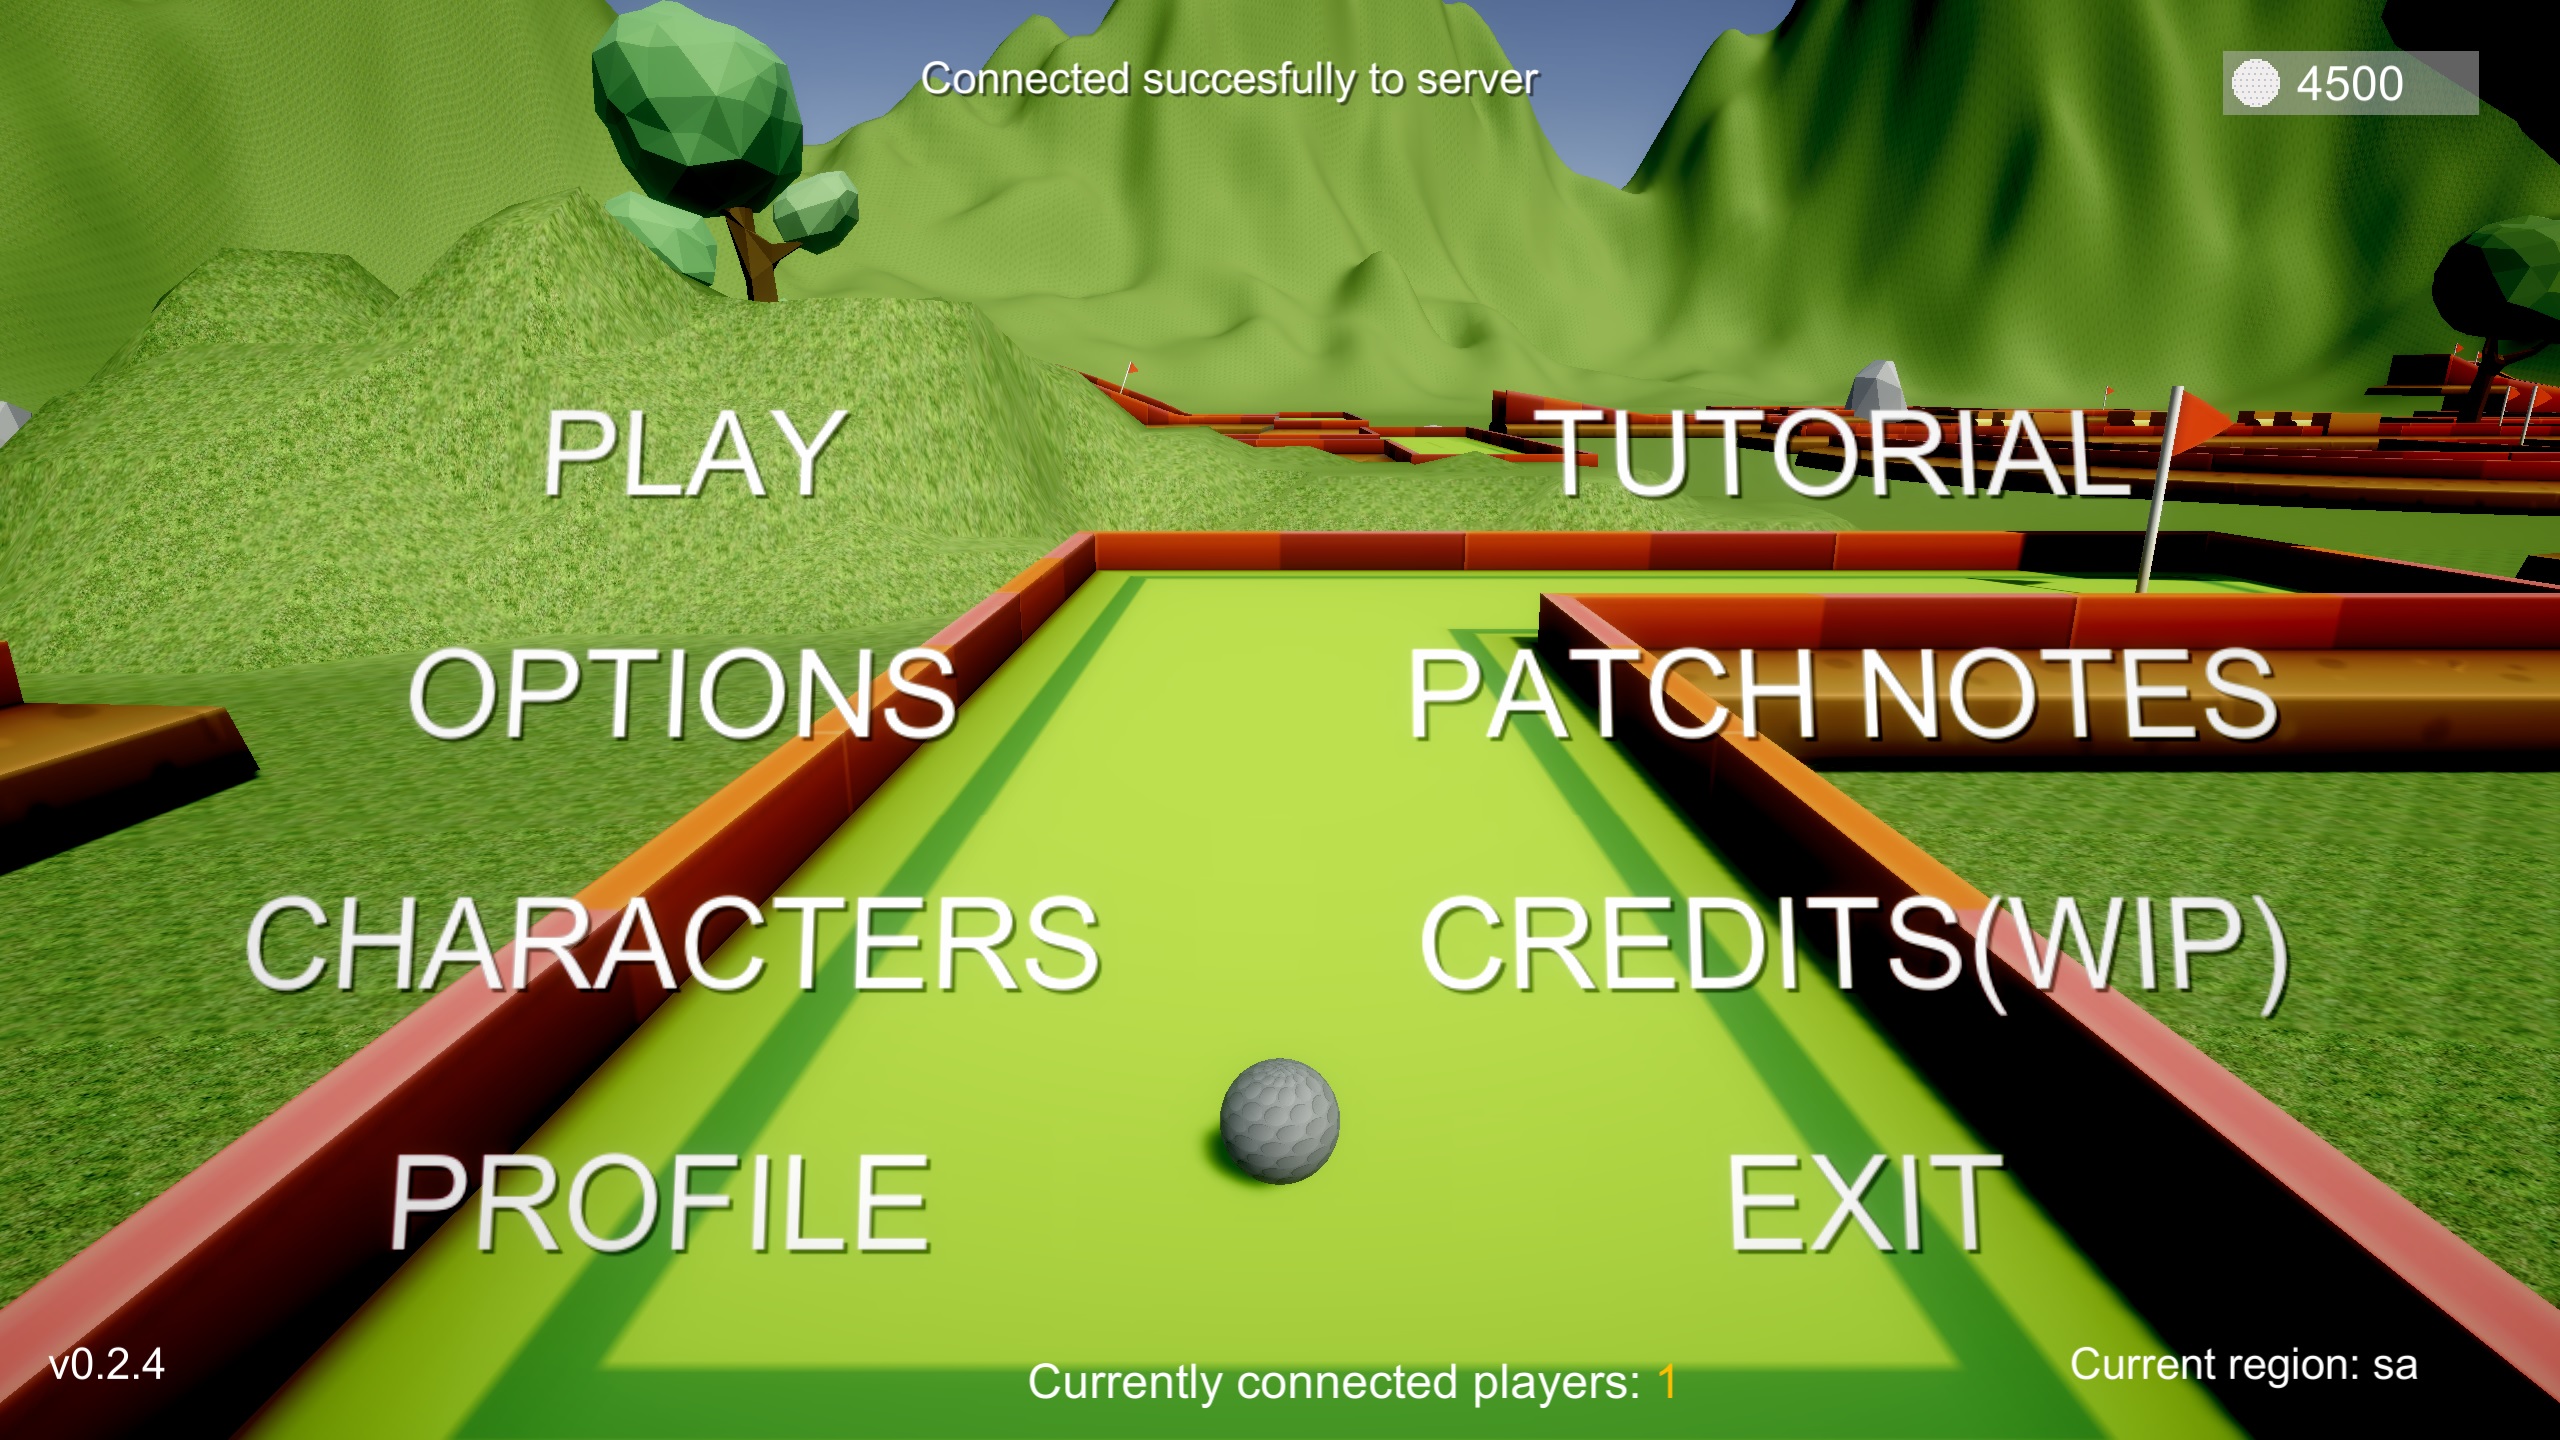 Connected succesfully to server
4500
PLAY
TUTORIAL
OPTIONS
PATCH NOTES
CHARACTERS
CREDITS(WIP)
PROFILE
EXIT
v0.2.4
Currently connected players: 1
Current region: sa